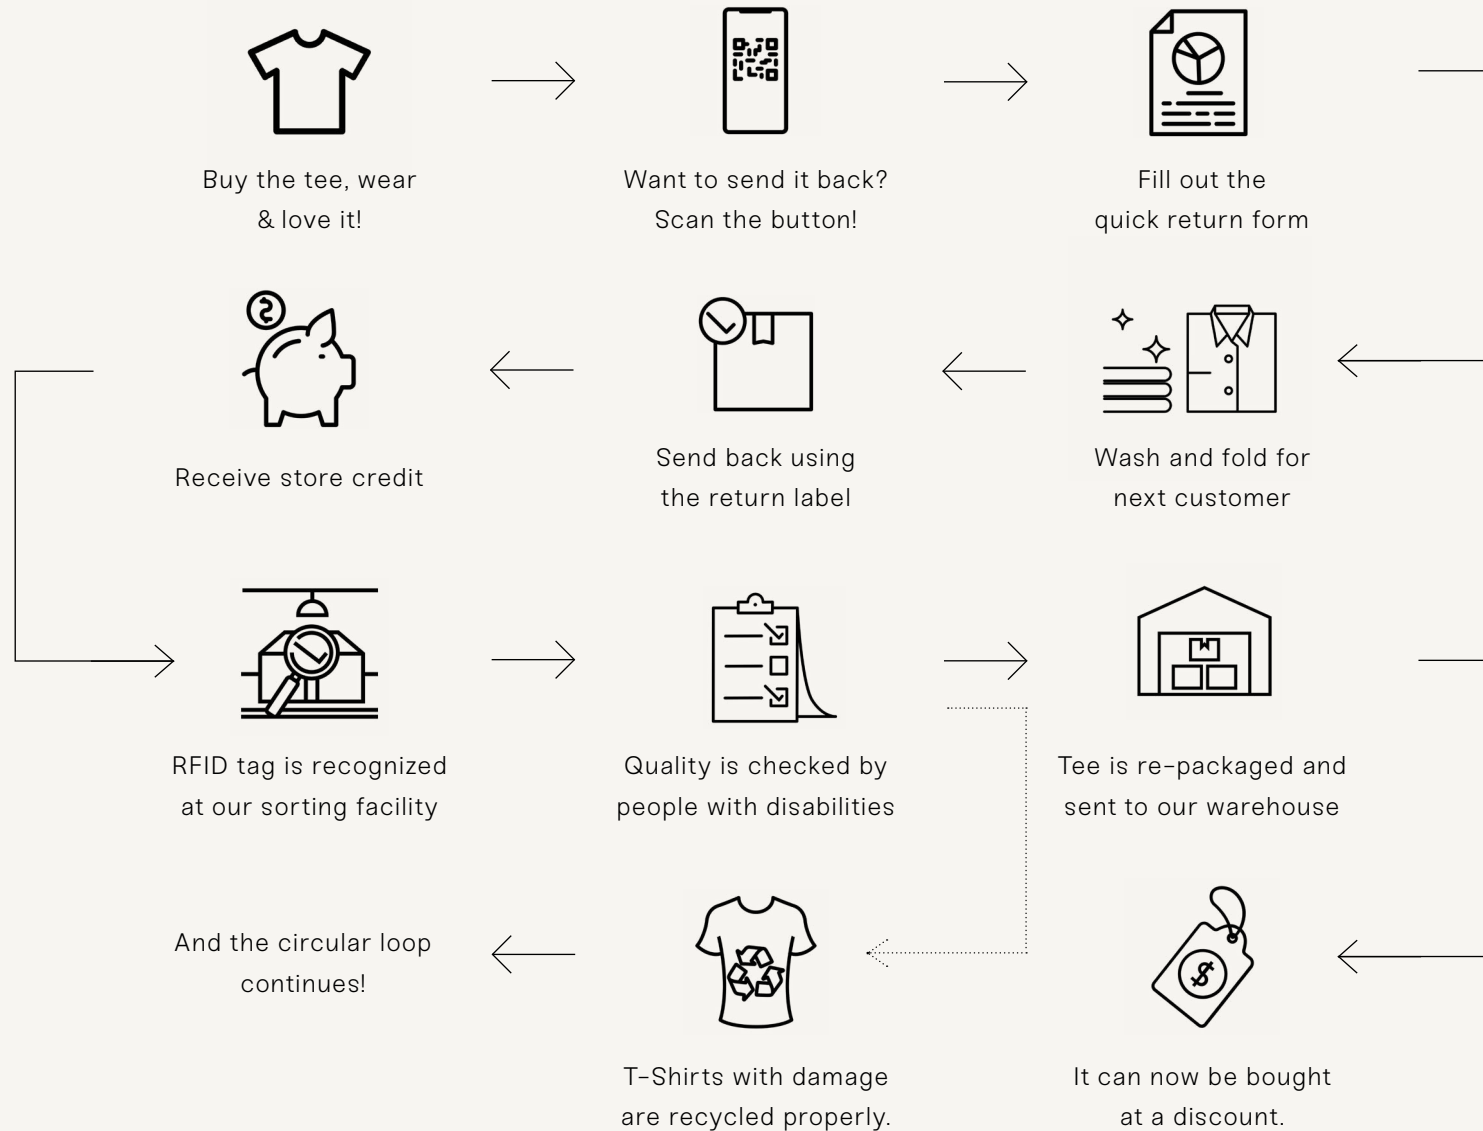 Buy the tee, wear
& love it!
Want to send it back?
Scan the button!
Fill out the
quick return form
Wash and fold for
next customer
Send back using
the return label
Receive store credit
RFID tag is recognized
at our sorting facility
Quality is checked by
people with disabilities
Tee is re-packaged and
sent to our warehouse
It can now be bought
at a discount.
T-Shirts with damage
are recycled properly.
And the circular loop
continues!